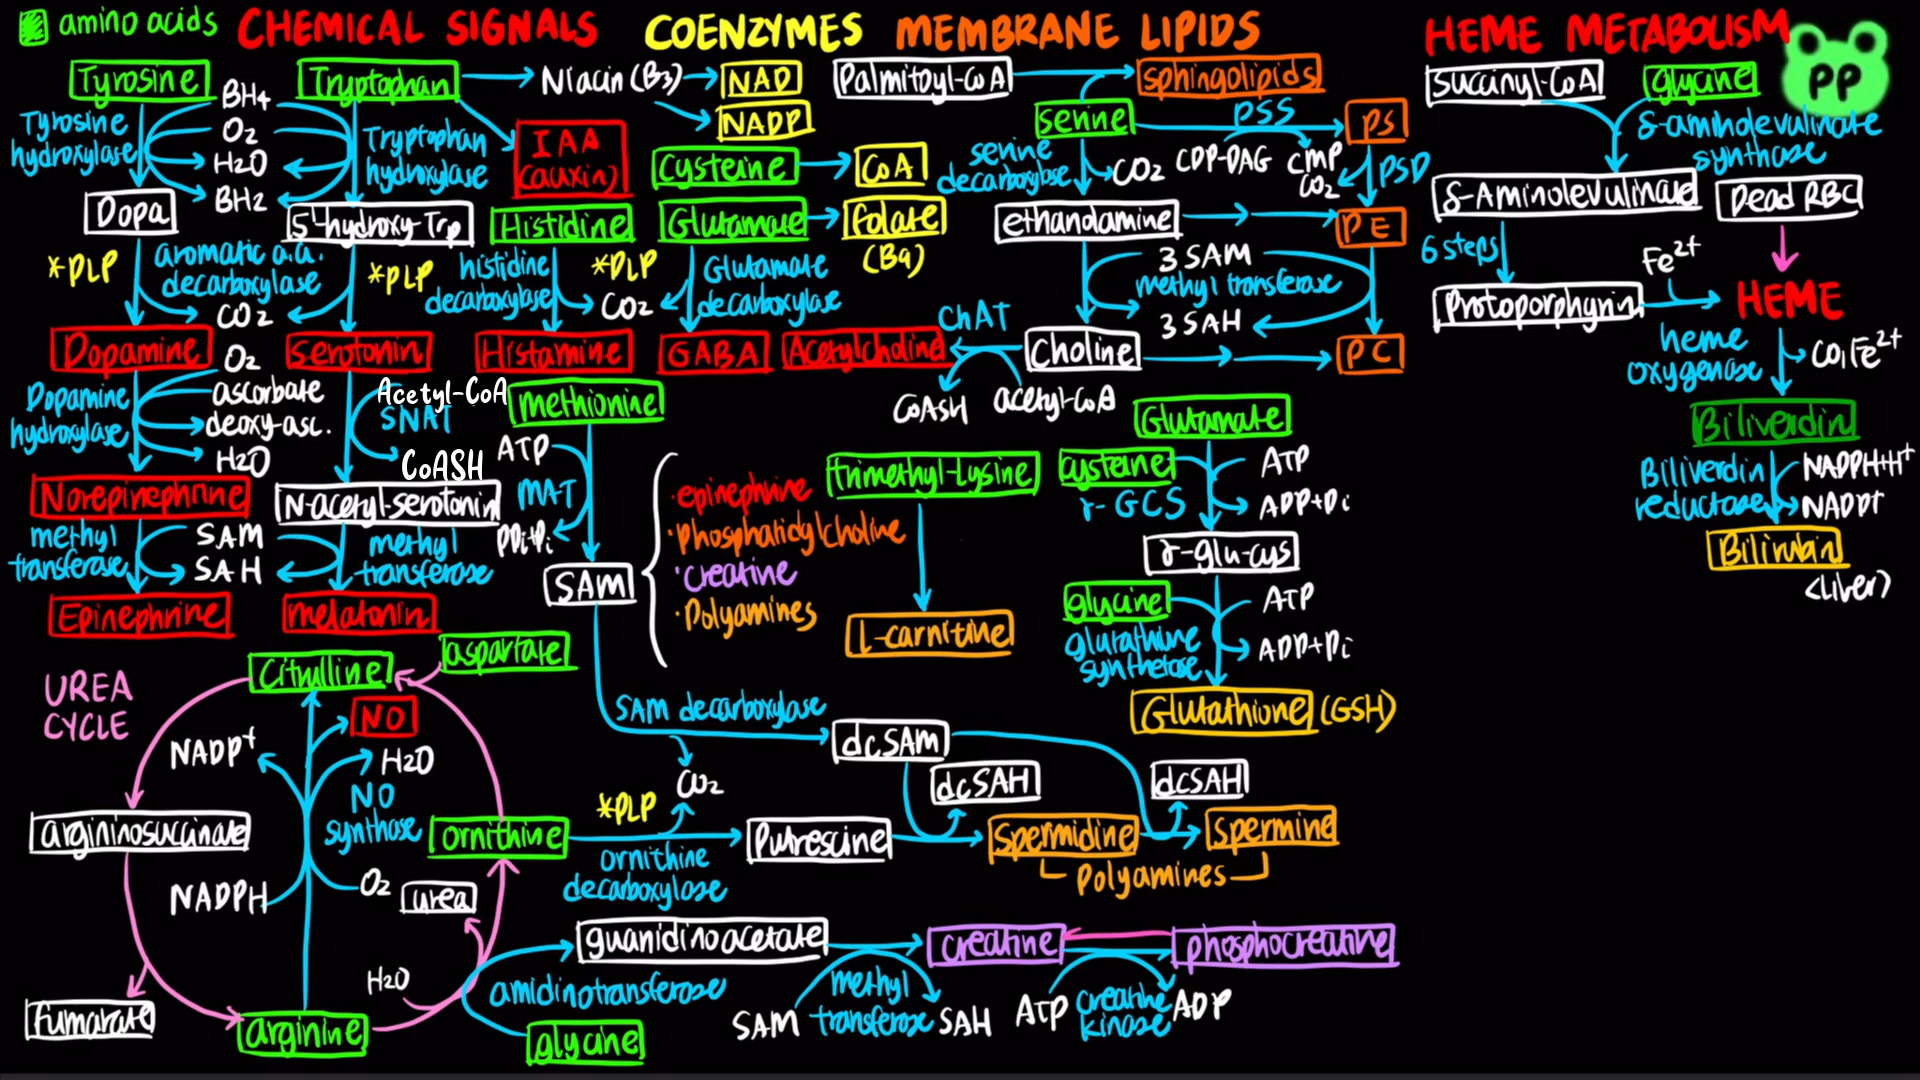 amino acids
CHEMICAL SIGNALS
COENZYMES
MEMBRANE LIPIDS
HEME METABOLISM
PP
Tyrosine
BH4
O2
H2O
BH2
Tyrosine
hydroxylase
Tryptophan
Tryptophan
hydroxylase
Niacin (B3)
NAD
NADP
IAA
(auxin)
Dopa
5-hydroxy-Trp
*PLP
aromatic a.a.
decarboxylase
*PLP
CO2
Histidine
histidine
decarboxylase
*PLP
CO2
Cysteine
CoA
Glutamate
folate
(B9)
Glutamate
decarboxylase
Dopamine
Serotonin
Histamine
GABA
Acetylcholine
O2
ascorbate
deoxy-asc.
H2O
Dopamine
hydroxylase
Acetyl-CoA
SNAT
CoASH
Norepinephrine
N-acetyl-serotonin
methyl
transferase
SAM
SAH
methyl
transferase
Epinephrine
melatonin
methionine
ATP
MAT
PPi+Pi
SAM
·epinephrine
·Phosphatidylcholine
·creatine
·Polyamines
Palmitoyl-CoA
sphingolipids
serine
PSS
PS
serine
decarboxylase
CO2
CDP-DAG
CMP
CO2
PSD
ethanolamine
PE
3 SAM
methyl transferase
3 SAH
ChAT
Choline
PC
CoASH
acetyl-CoA
trimethyl-Lysine
L-carnitine
Glutamate
cysteine
γ-GCS
ATP
ADP+Pi
γ-glu-cys
glycine
glutathione
synthetase
ATP
ADP+Pi
Glutathione (GSH)
succinyl-CoA
glycine
δ-aminolevulinate
synthase
δ-Aminolevulinate
Dead RBC
6 steps
Fe2+
Protoporphyrin
HEME
heme
oxygenase
CO, Fe2+
Biliverdin
Biliverdin
reductase
NADPH+H+
NADP+
Bilirubin
(liver)
UREA
CYCLE
Citrulline
aspartate
NO
NADP+
H2O
NO
synthase
argininosuccinate
ornithine
NADPH
O2
urea
fumarate
H2O
arginine
SAM decarboxylase
CO2
*PLP
ornithine
decarboxylase
dcSAM
dcSAH
dcSAH
Putrescine
Spermidine
Spermine
Polyamines
guanidinoacetate
amidinotransferase
glycine
creatine
phosphocreatine
SAM
methyl
transferase
SAH
ATP
creatine
kinase
ADP